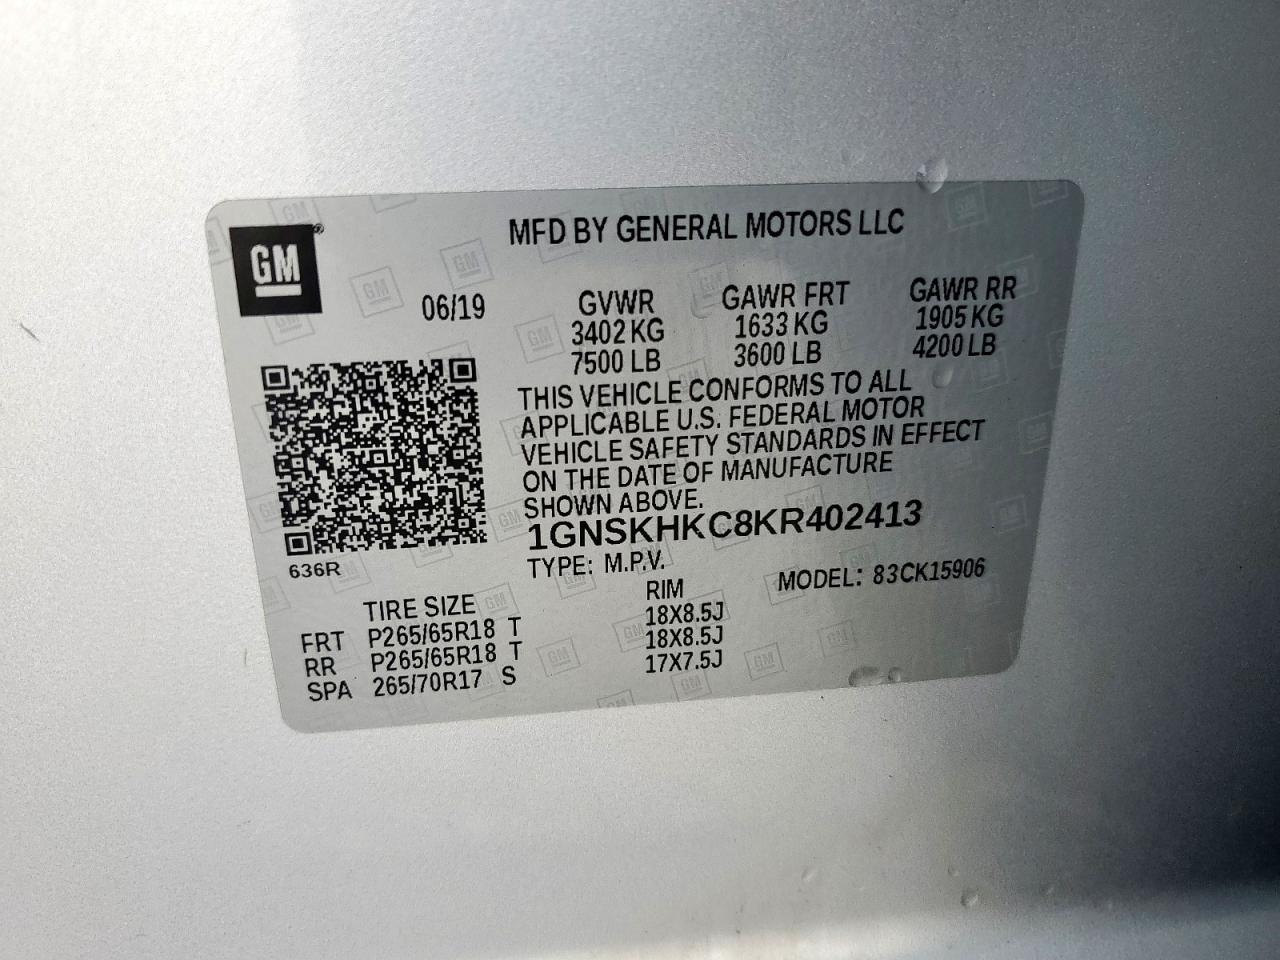 GM®
MFD BY GENERAL MOTORS LLC
06/19
GVWR GAWR FRT GAWR RR
3402 KG 1633 KG 1905 KG
7500 LB 3600 LB 4200 LB
THIS VEHICLE CONFORMS TO ALL
APPLICABLE U.S. FEDERAL MOTOR
VEHICLE SAFETY STANDARDS IN EFFECT
ON THE DATE OF MANUFACTURE
SHOWN ABOVE.
1GNSKHKC8KR402413
636R
TYPE: M.P.V. MODEL: 83CK15906
TIRE SIZE RIM
FRT P265/65R18 T 18X8.5J
RR P265/65R18 T 18X8.5J
SPA 265/70R17 S 17X7.5J